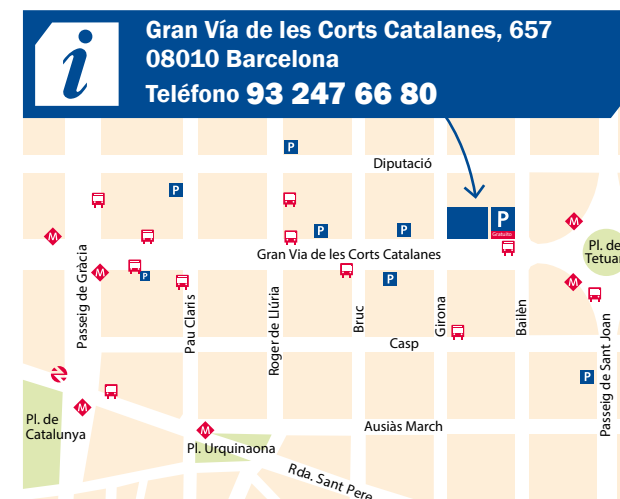 i
Gran Vía de les Corts Catalanes, 657
08010 Barcelona
Teléfono 93 247 66 80
P
Diputació
P
P
Gratuito
M
P
P
M
Pl. de
Tetuan
Gran Via de les Corts Catalanes
M
P
P
M
Passeig de Gràcia
Pau Claris
Roger de Llúria
Bruc
Girona
Bailèn
Passeig de Sant Joan
Casp
P
M
Pl. de
Catalunya
M
Ausiàs March
Pl. Urquinaona
Rda. Sant Pere